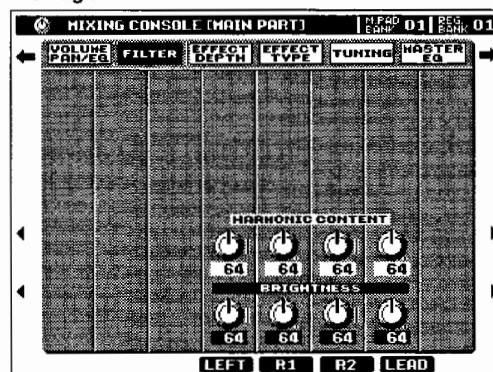 MIXING CONSOLE [MAIN PART] M.PAD BANK 01 REG. BANK 01
VOLUME PAN/EQ FILTER EFFECT DEPTH EFFECT TYPE TUNING MASTER EQ
HARMONIC CONTENT
64 64 64 64
BRIGHTNESS
64 64 64 64
LEFT R1 R2 LEAD